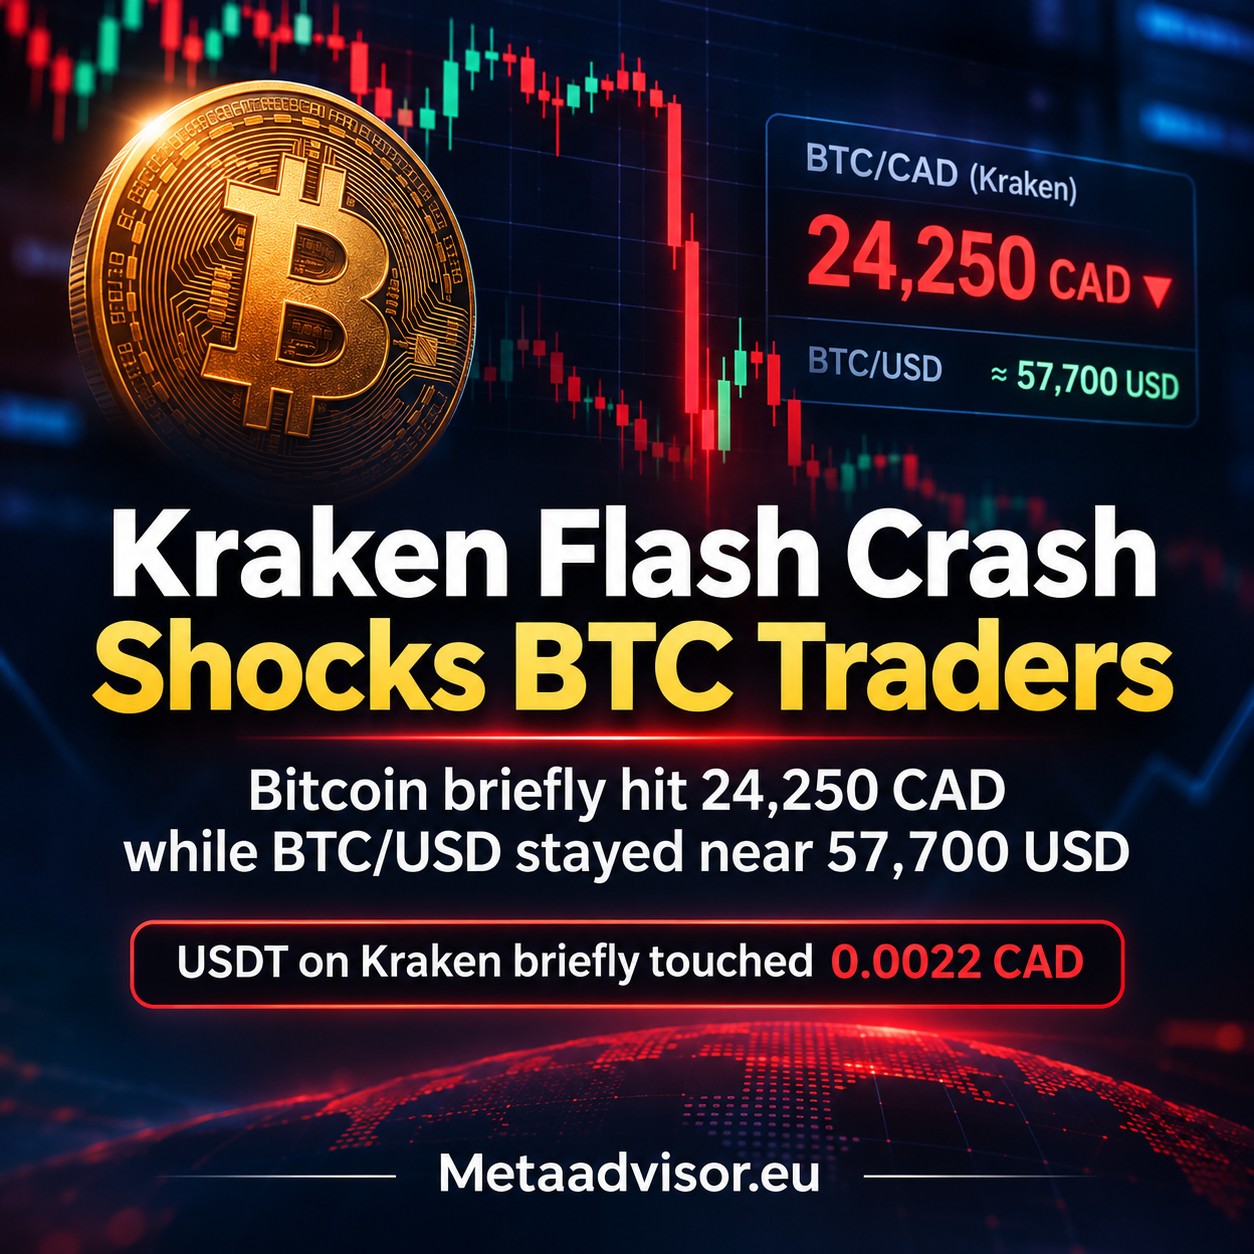 BTC/CAD (Kraken)
24,250 CAD ▼
BTC/USD ≈ 57,700 USD
Kraken Flash Crash
Shocks BTC Traders
Bitcoin briefly hit 24,250 CAD
while BTC/USD stayed near 57,700 USD
USDT on Kraken briefly touched 0.0022 CAD
Metaadvisor.eu